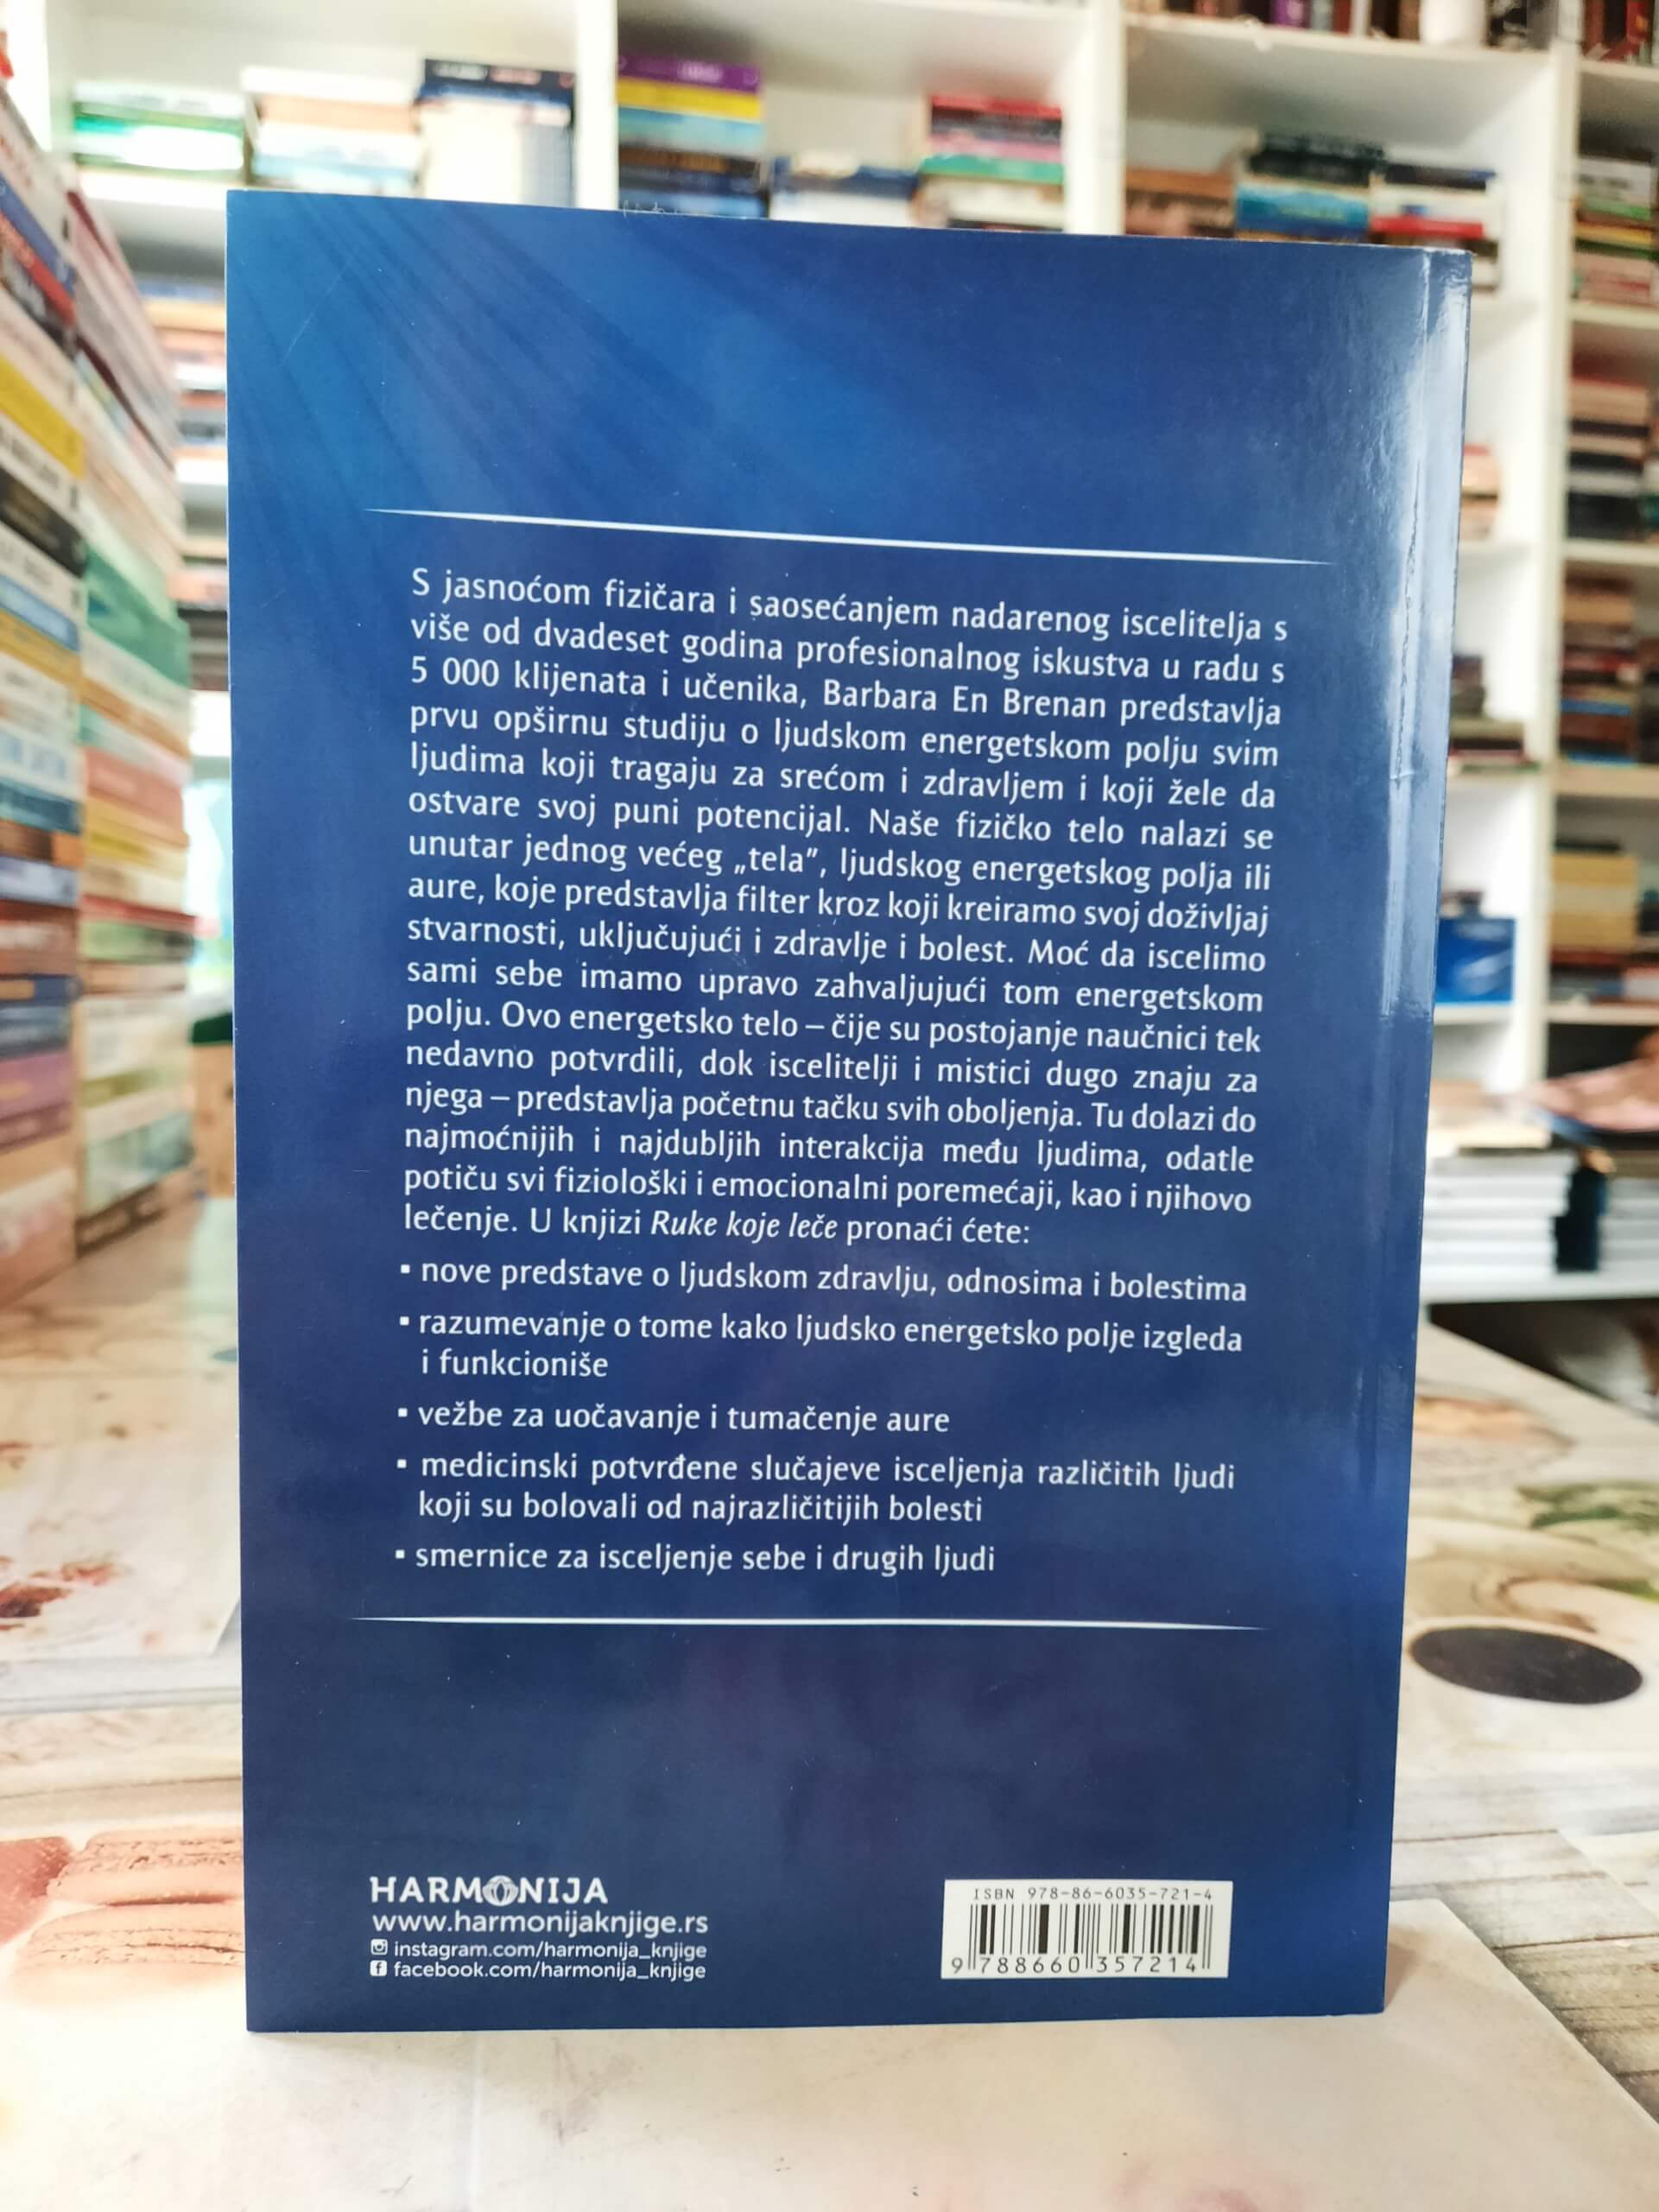 S jasnoćom fizičara i saosećanjem nadarenog iscelitelja s
više od dvadeset godina profesionalnog iskustva u radu s
5 000 klijenata i učenika, Barbara En Brenan predstavlja
prvu opširnu studiju o ljudskom energetskom polju svim
ljudima koji tragaju za srećom i zdravljem i koji žele da
ostvare svoj puni potencijal. Naše fizičko telo nalazi se
unutar jednog većeg „tela”, ljudskog energetskog polja ili
aure, koje predstavlja filter kroz koji kreiramo svoj doživljaj
stvarnosti, uključujući i zdravlje i bolest. Moć da iscelimo
sami sebe imamo upravo zahvaljujući tom energetskom
polju. Ovo energetsko telo – čije su postojanje naučnici tek
nedavno potvrdili, dok iscelitelji i mistici dugo znaju za
njega – predstavlja početnu tačku svih oboljenja. Tu dolazi do
najmoćnijih i najdubljih interakcija među ljudima, odatle
potiču svi fiziološki i emocionalni poremećaji, kao i njihovo
lečenje. U knjizi Ruke koje leče pronaći ćete:
▪ nove predstave o ljudskom zdravlju, odnosima i bolestima
▪ razumevanje o tome kako ljudsko energetsko polje izgleda
i funkcioniše
▪ vežbe za uočavanje i tumačenje aure
▪ medicinski potvrđene slučajeve isceljenja različitih ljudi
koji su bolovali od najrazličitijih bolesti
▪ smernice za isceljenje sebe i drugih ljudi
HARMONIJA
www.harmonijaknjige.rs
instagram.com/harmonija_knjige
facebook.com/harmonija_knjige
ISBN 978-86-6035-721-4
9 788660 357214